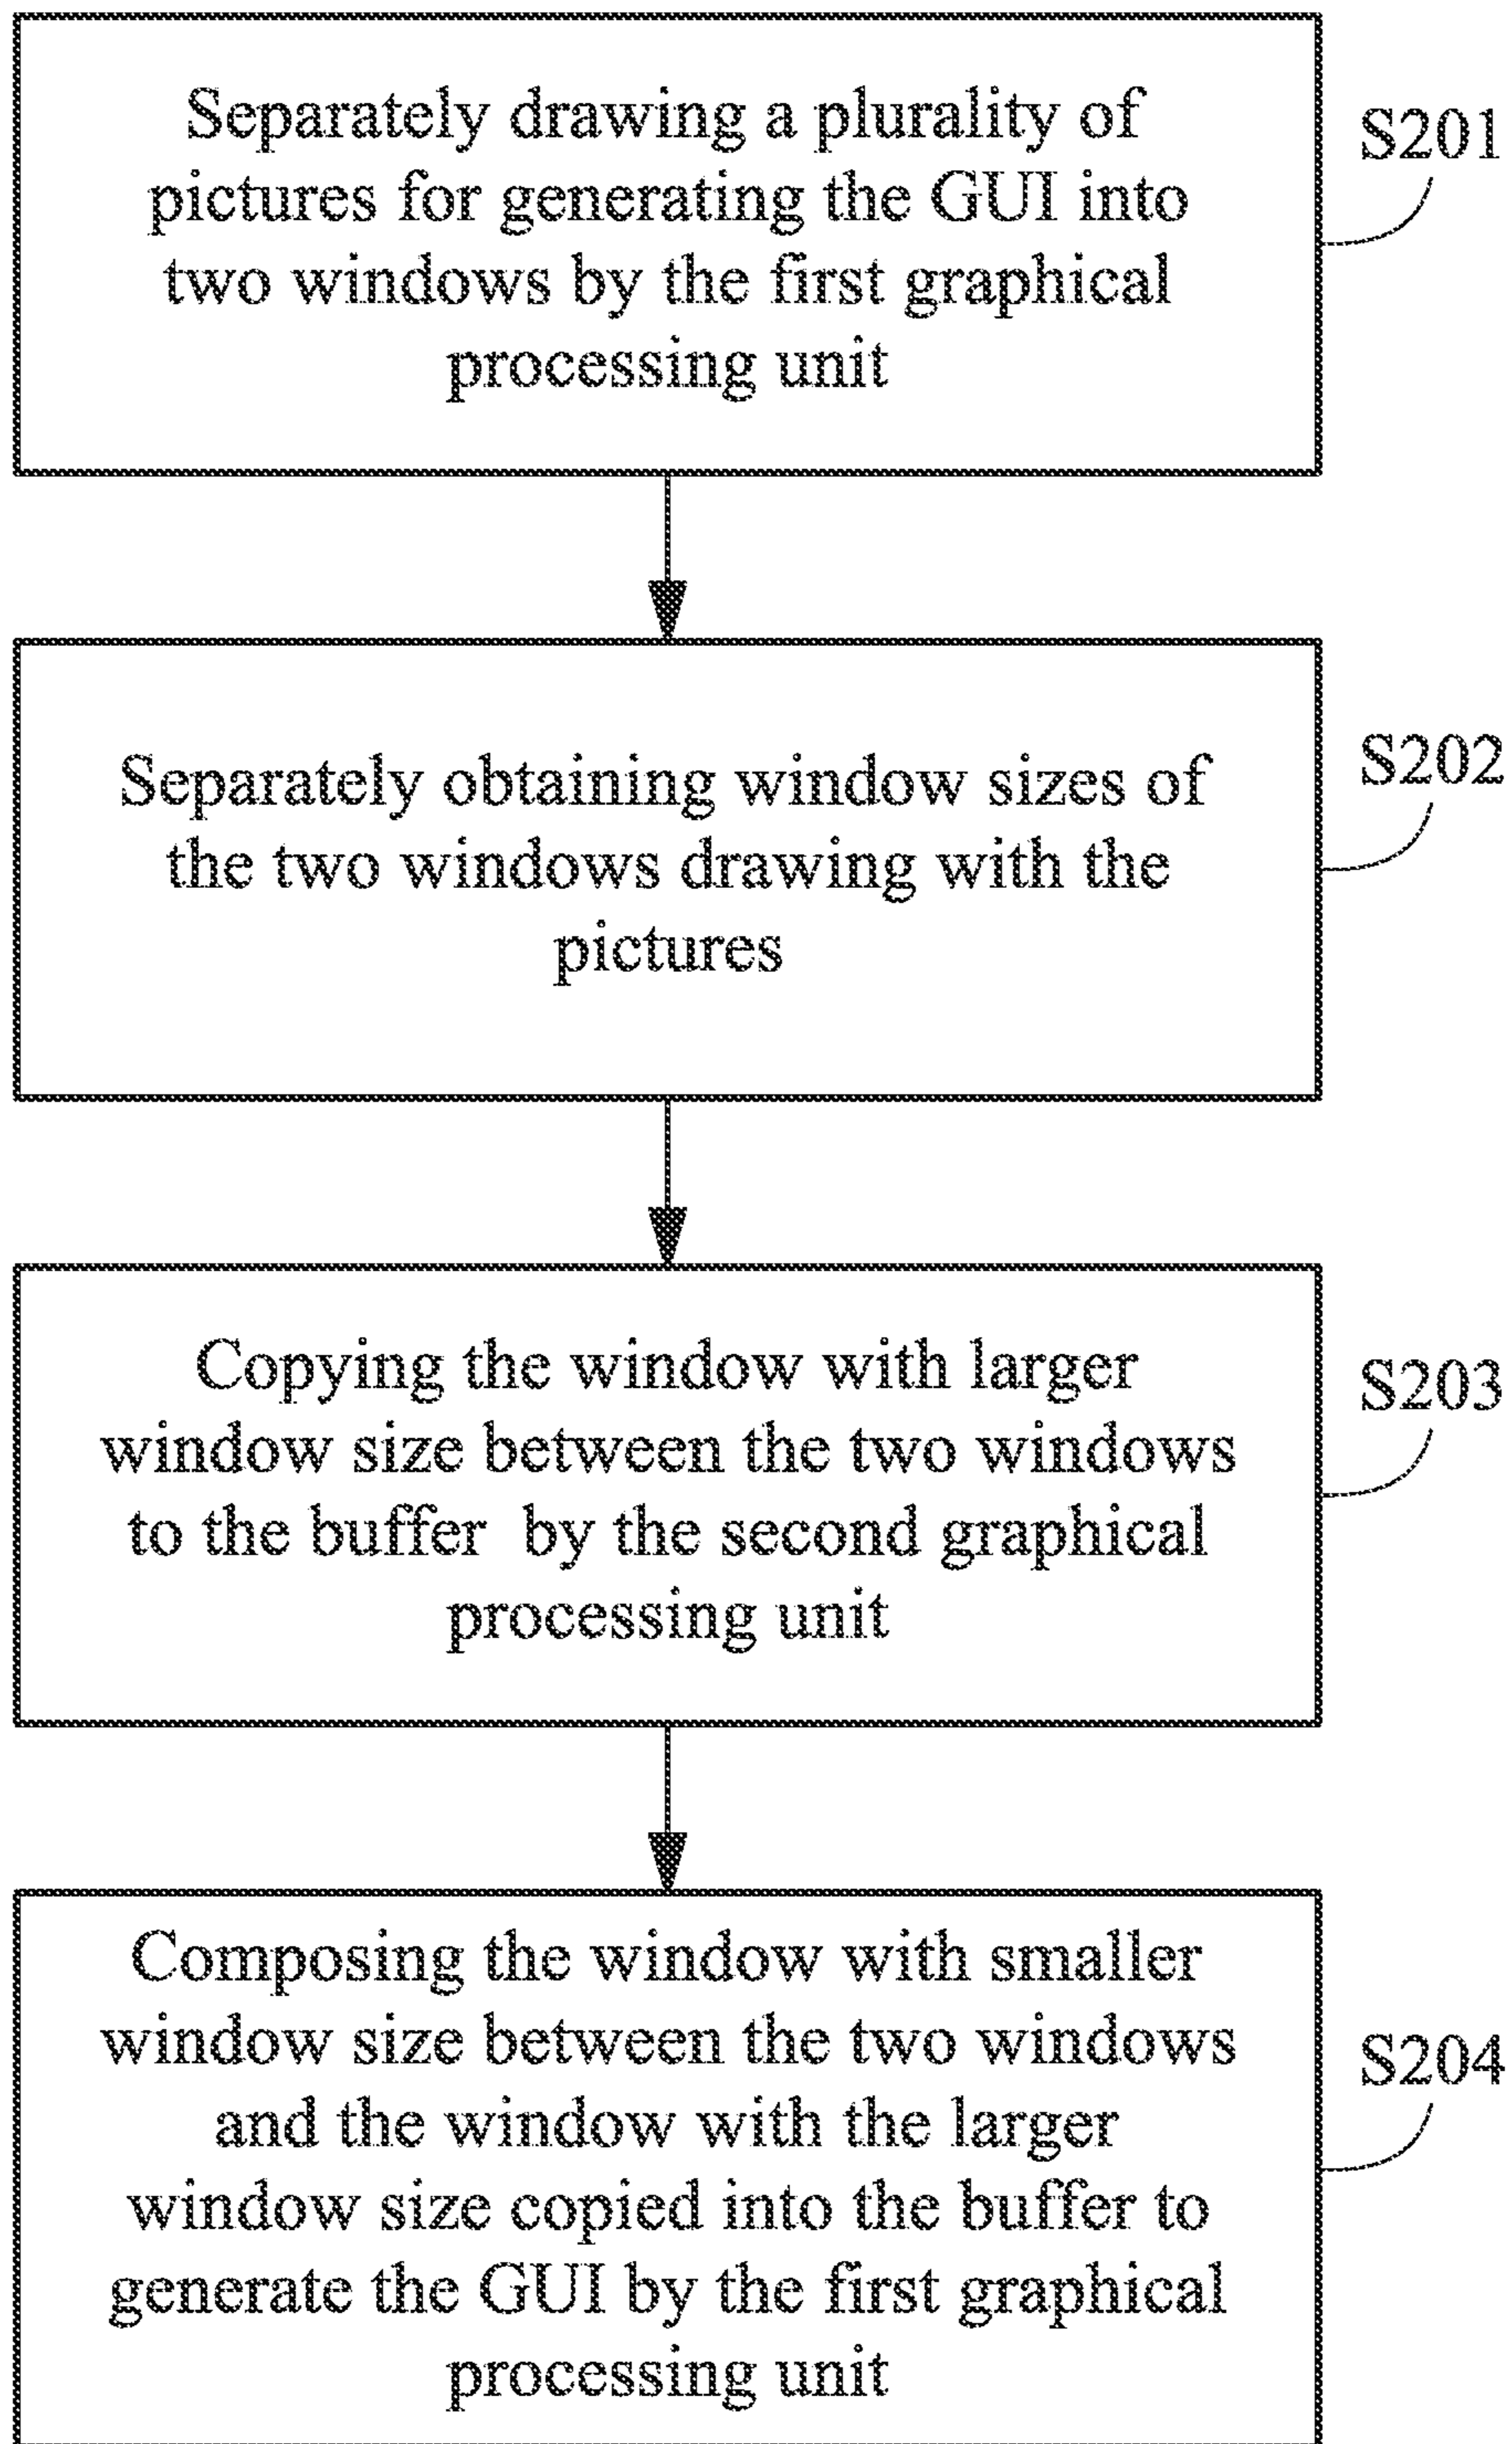 Separately drawing a plurality of
pictures for generating the GUI into
two windows by the first graphical
processing unit
S201
Separately obtaining window sizes of
the two windows drawing with the
pictures
S202
Copying the window with larger
window size between the two windows
to the buffer by the second graphical
processing unit
S203
Composing the window with smaller
window size between the two windows
and the window with the larger
window size copied into the buffer to
generate the GUI by the first graphical
processing unit
S204